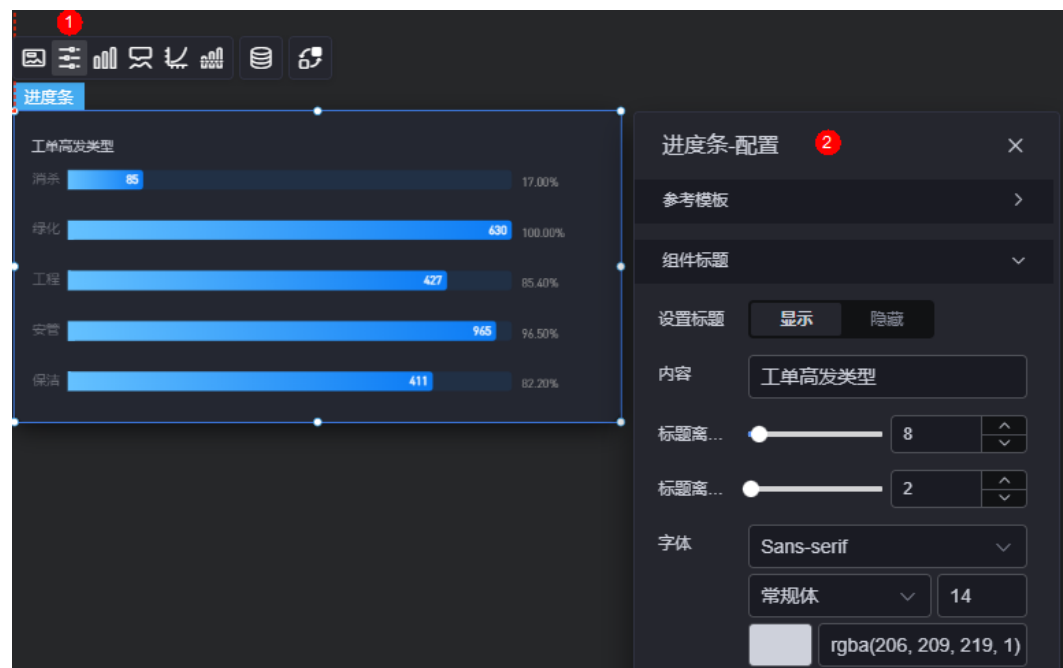 1
进度条
工单高发类型
消杀 85 17.00%
绿化 630 100.00%
工程 427 85.40%
安管 965 96.50%
保洁 411 82.20%
进度条-配置 2
参考模板
组件标题
设置标题 显示 隐藏
内容 工单高发类型
标题离... 8
标题离... 2
字体 Sans-serif
常规体 14
rgba(206, 209, 219, 1)